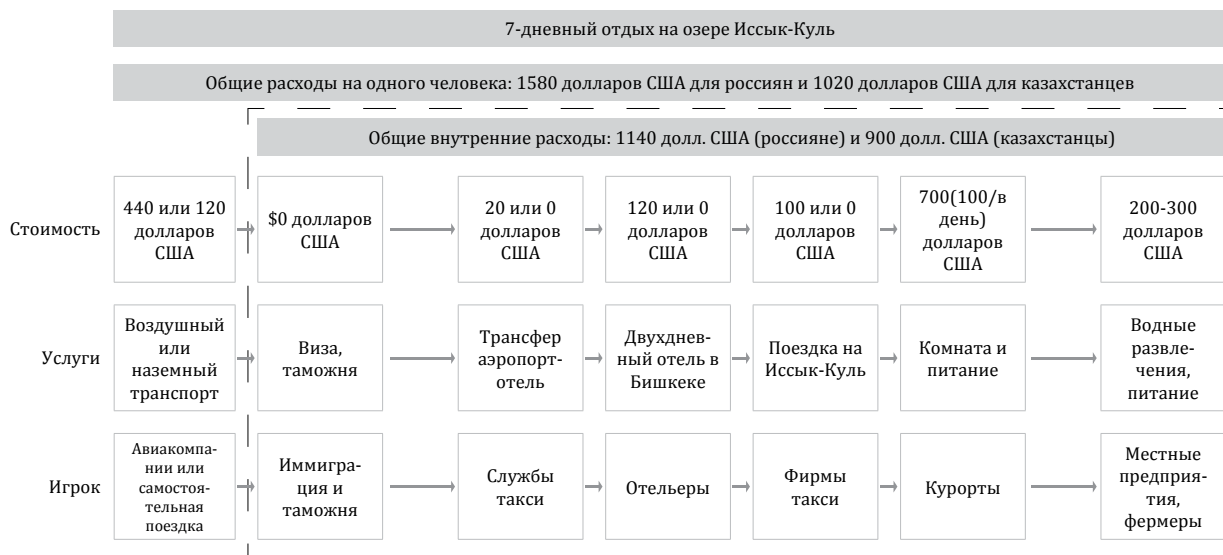 7-дневный отдых на озере Иссык-Куль
Общие расходы на одного человека: 1580 долларов США для россиян и 1020 долларов США для казахстанцев
Общие внутренние расходы: 1140 долл. США (россияне) и 900 долл. США (казахстанцы)
Стоимость
440 или 120
долларов
США
$0 долларов
США
20 или 0
долларов
США
120 или 0
долларов
США
100 или 0
долларов
США
700(100/в
день)
долларов
США
200-300
долларов
США
Услуги
Воздушный
или
наземный
транспорт
Виза,
таможня
Трансфер
аэропорт-
отель
Двухднев-
ный отель в
Бишкеке
Поездка на
Иссык-Куль
Комната и
питание
Водные
развле-
чения,
питание
Игрок
Авиакомпа-
нии или
самостоя-
тельная
поездка
Иммигра-
ция и
таможня
Службы
такси
Отельеры
Фирмы
такси
Курорты
Местные
предприя-
тия,
фермеры